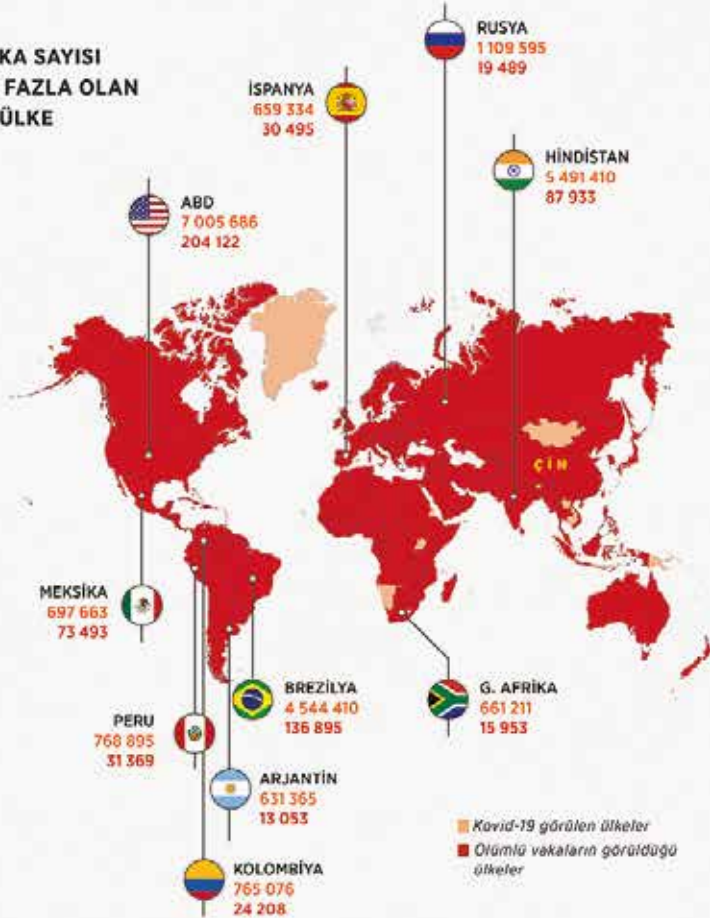 KA SAYISI
FAZLA OLAN
ÜLKE
RUSYA
1 109 595
19 489
İSPANYA
659 334
30 495
HİNDİSTAN
5 491 410
87 933
ABD
7 005 686
204 122
ÇİN
MEKSİKA
697 663
73 493
BREZİLYA
4 544 410
136 895
G. AFRİKA
661 211
15 953
PERU
768 895
31 369
ARJANTİN
631 365
13 053
KOLOMBİYA
765 076
24 208
Kovid-19 görülen ülkeler
Ölümlü vakaların görüldüğü
ülkeler